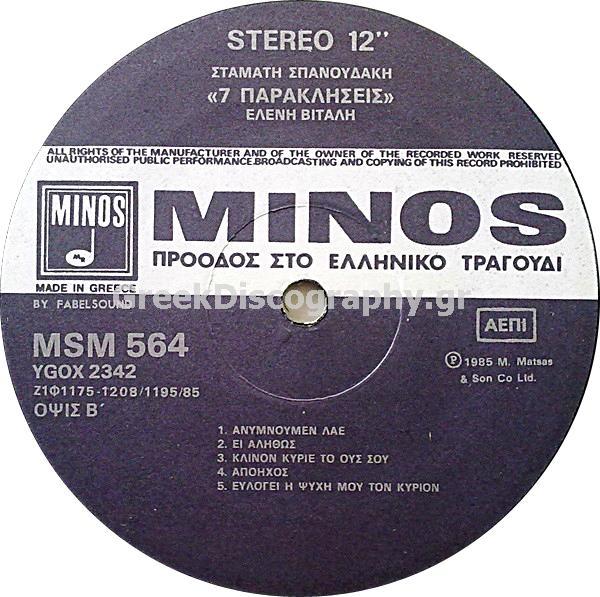 STEREO 12"
ΣΤΑΜΑΤΗ ΣΠΑΝΟΥΔΑΚΗ
«7 ΠΑΡΑΚΛΗΣΕΙΣ»
ΕΛΕΝΗ ΒΙΤΑΛΗ
ALL RIGHTS OF THE MANUFACTURER AND OF THE OWNER OF THE RECORDED WORK RESERVED
UNAUTHORISED PUBLIC PERFORMANCE.BROADCASTING AND COPYING OF THIS RECORD PROHIBITED
MINOS
MR
MINOS
ΠΡΟΟΔΟΣ ΣΤΟ ΕΛΛΗΝΙΚΟ ΤΡΑΓΟΥΔΙ
MADE IN GREECE
BY FABELSOUND
GreekDiscography.gr
MSM 564
YGOX 2342
Ζ1Φ1175-1208/1195/85
ΟΨΙΣ Β΄
ΑΕΠΙ
Ⓟ 1985 M. Matsas
& Son Co Ltd.
1. ΑΝΥΜΝΟΥΜΕΝ ΛΑΕ
2. ΕΙ ΑΛΗΘΩΣ
3. ΚΛΙΝΟΝ ΚΥΡΙΕ ΤΟ ΟΥΣ ΣΟΥ
4. ΑΠΟΗΧΟΣ
5. ΕΥΛΟΓΕΙ Η ΨΥΧΗ ΜΟΥ ΤΟΝ ΚΥΡΙΟΝ